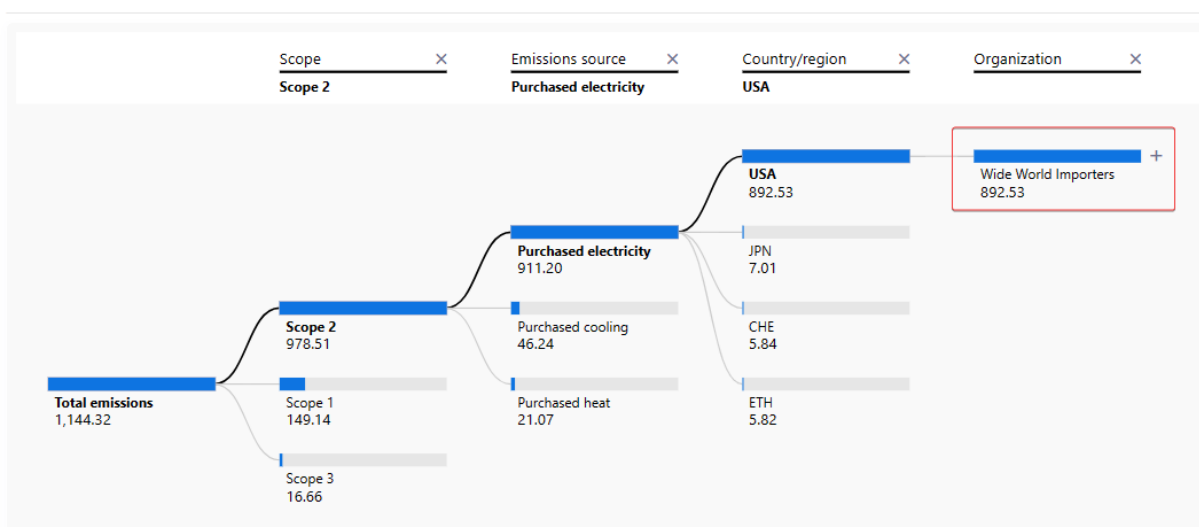 Scope
Emissions source
Country/region
Organization
Scope 2
Purchased electricity
USA
Wide World Importers
892.53
USA
892.53
JPN
7.01
CHE
5.84
ETH
5.82
Purchased electricity
911.20
Purchased cooling
46.24
Purchased heat
21.07
Scope 2
978.51
Scope 1
149.14
Scope 3
16.66
Total emissions
1,144.32